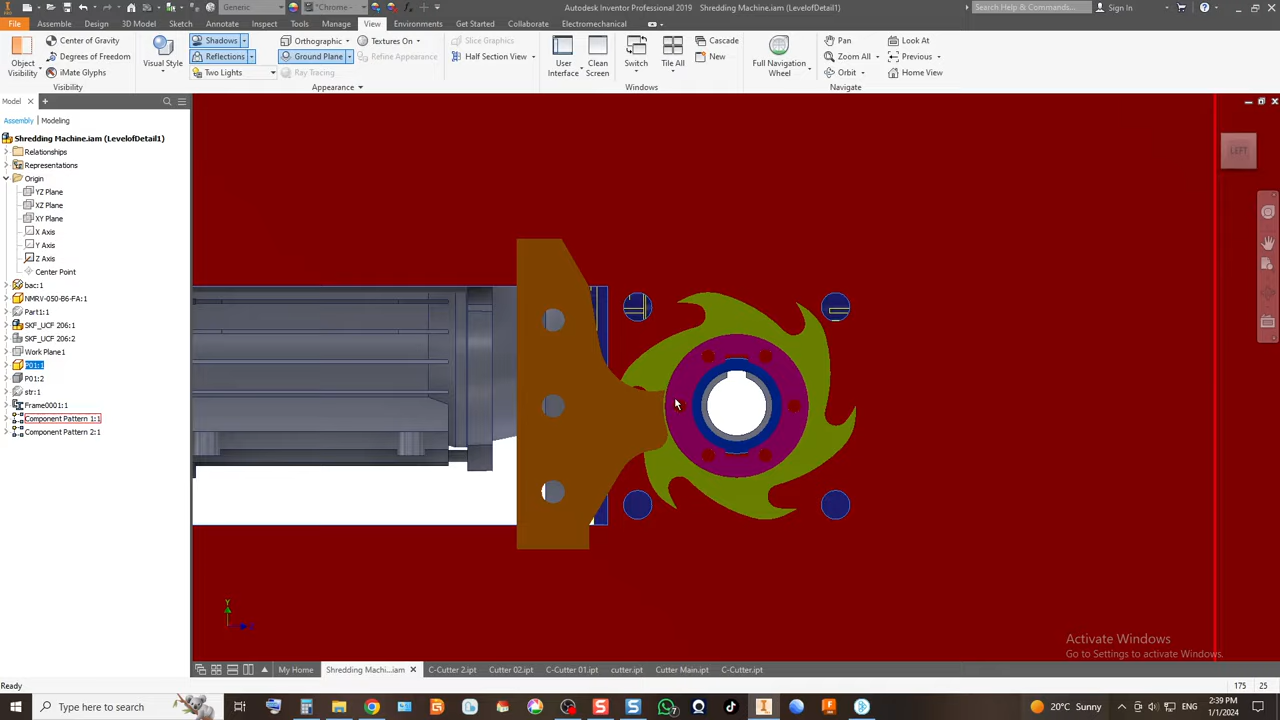 Generic
*Chrome*
Autodesk Inventor Professional 2019 Shredding Machine.iam (LevelofDetail1)
Search Help & Commands...
Sign In
File Assembly Design 3D Model Sketch Annotate Inspect Tools Manage View Environments Get Started Collaborate Electromechanical
Object Visibility
Center of Gravity
Degrees of Freedom
iMate Glyphs
Visibility
Visual Style
Shadows
Reflections
Two Lights
Orthographic
Ground Plane
Ray Tracing
Textures On
Refine Appearance
Appearance
Slice Graphics
Half Section View
User Interface
Clean Screen
Switch
Tile All
Cascade
New
Windows
Full Navigation Wheel
Pan
Zoom All
Orbit
Look At
Previous
Home View
Navigate
Model
Assembly Modeling
Shredding Machine.iam (LevelofDetail1)
Relationships
Representations
Origin
YZ Plane
XZ Plane
XY Plane
X Axis
Y Axis
Z Axis
Center Point
bac:1
NMRV-050-B6-FA:1
Part1:1
SKF_UCF 206:1
SKF_UCF 206:2
Work Plane1
P01:1
P01:2
str:1
Frame0001:1
Component Pattern 1:1
Component Pattern 2:1
LEFT
Y
Activate Windows
Go to Settings to activate Windows.
My Home Shredding Machi...iam C-Cutter 2.ipt Cutter 02.ipt C-Cutter 01.ipt cutter.ipt Cutter Main.ipt C-Cutter.ipt
Ready
175 25
Type here to search
20°C Sunny
2:39 PM
1/1/2024